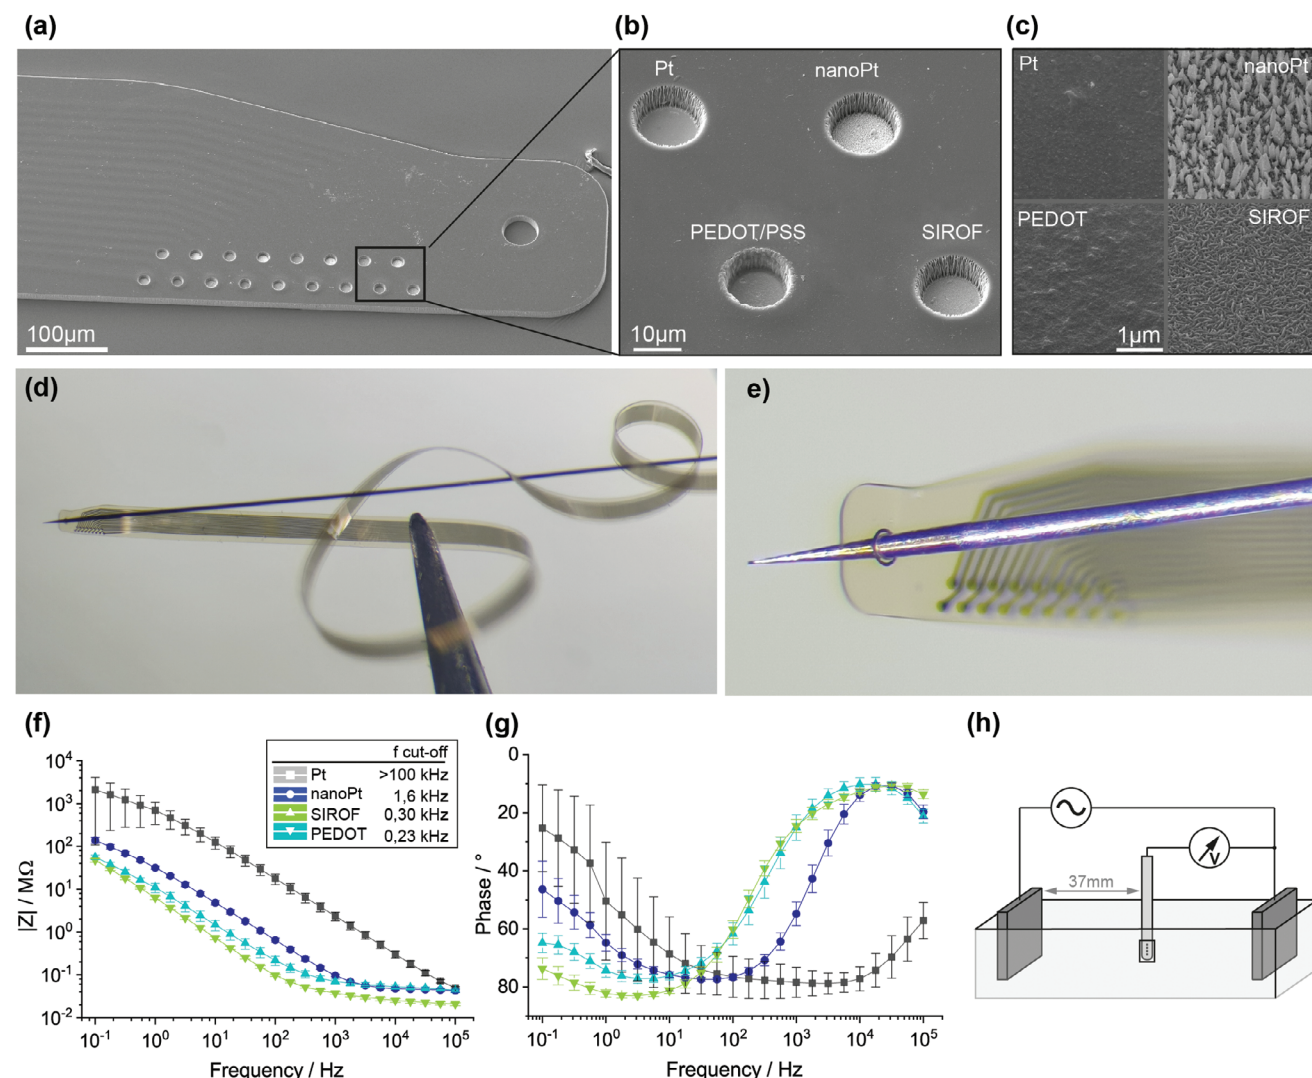 (a)
100µm
(b)
Pt
nanoPt
PEDOT/PSS
SIROF
10µm
(c)
Pt
nanoPt
PEDOT
SIROF
1µm
(d)
e)
(f)
10⁴
10³
10²
10¹
10⁰
10⁻¹
10⁻²
|Z| / MΩ
f cut-off
Pt >100 kHz
nanoPt 1,6 kHz
SIROF 0,30 kHz
PEDOT 0,23 kHz
10⁻¹ 10⁰ 10¹ 10² 10³ 10⁴ 10⁵
Frequency / Hz
(g)
0
20
40
60
80
Phase / °
10⁻¹ 10⁰ 10¹ 10² 10³ 10⁴ 10⁵
Frequency / Hz
(h)
V
37mm